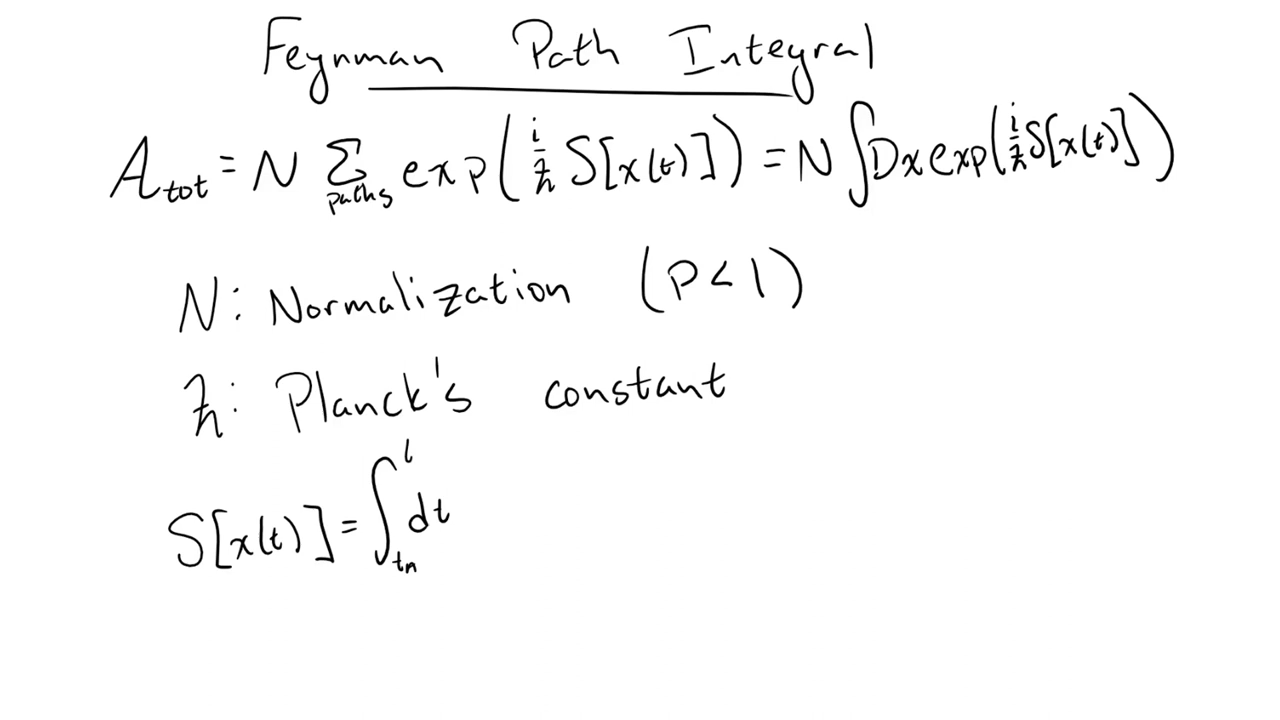 Feynman Path Integral
A_tot = N Σ_paths exp(i/ħ S[x(t)]) = N ∫Dx exp(i/ħ S[x(t)])
N: Normalization (P<1)
ħ: Planck's constant
S[x(t)] = ∫_tₙ dt